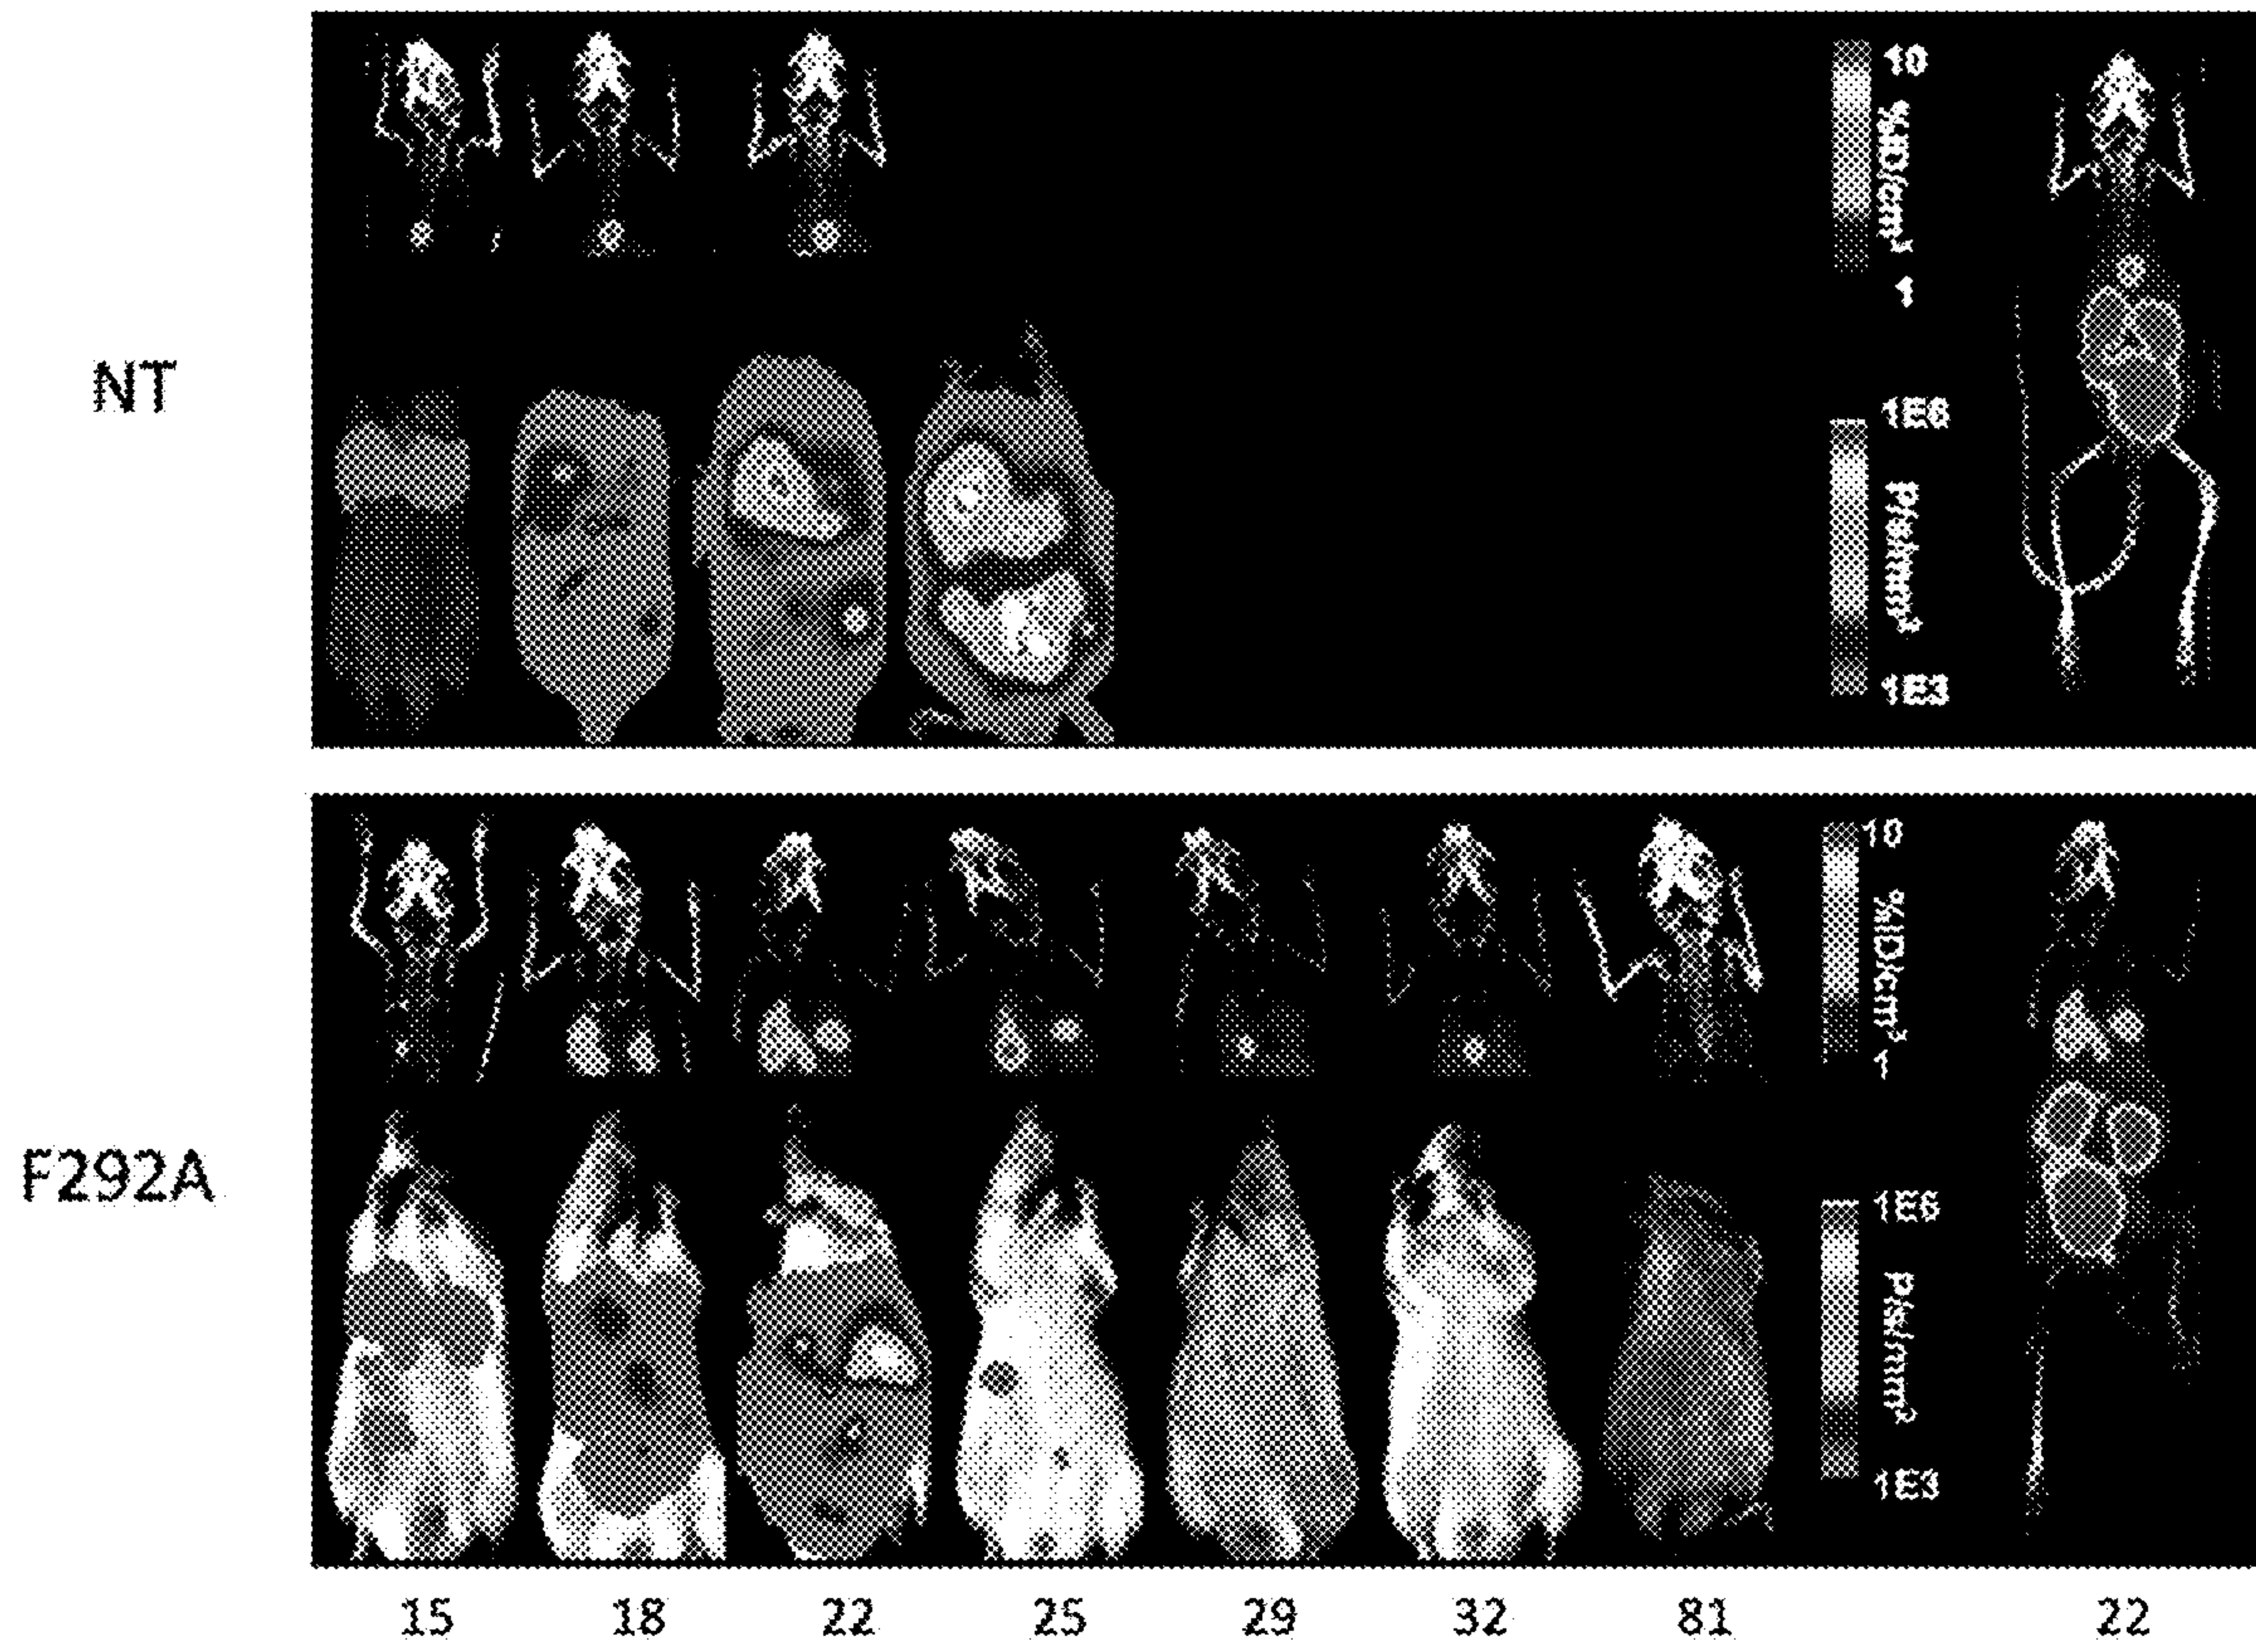 NT
10
%ID/cm³
1
1E6
P/s/mm²
1E3
F292A
10
%ID/cm³
1
1E6
P/s/mm²
1E3
15 18 22 25 29 32 81 22